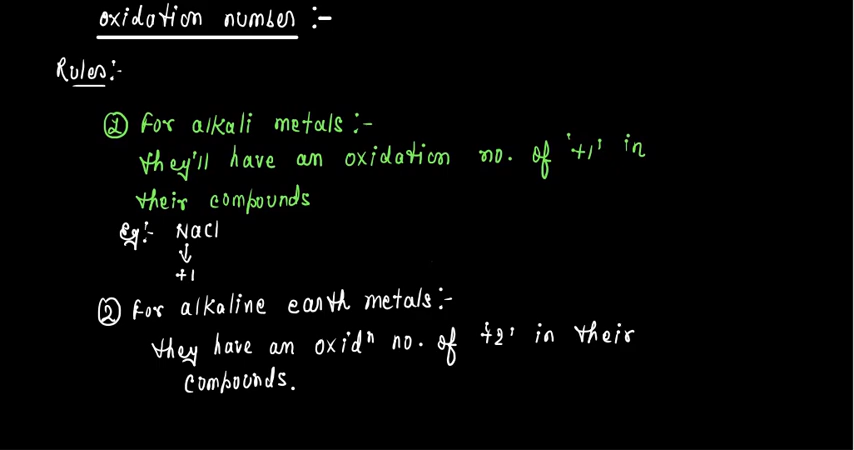 oxidation number :-
Rules:-
① For alkali metals :-
they'll have an oxidation no. of '+1' in
their compounds
Eg:- NaCl
↓
+1
② For alkaline earth metals :-
they have an oxidⁿ no. of '+2' in their
compounds.